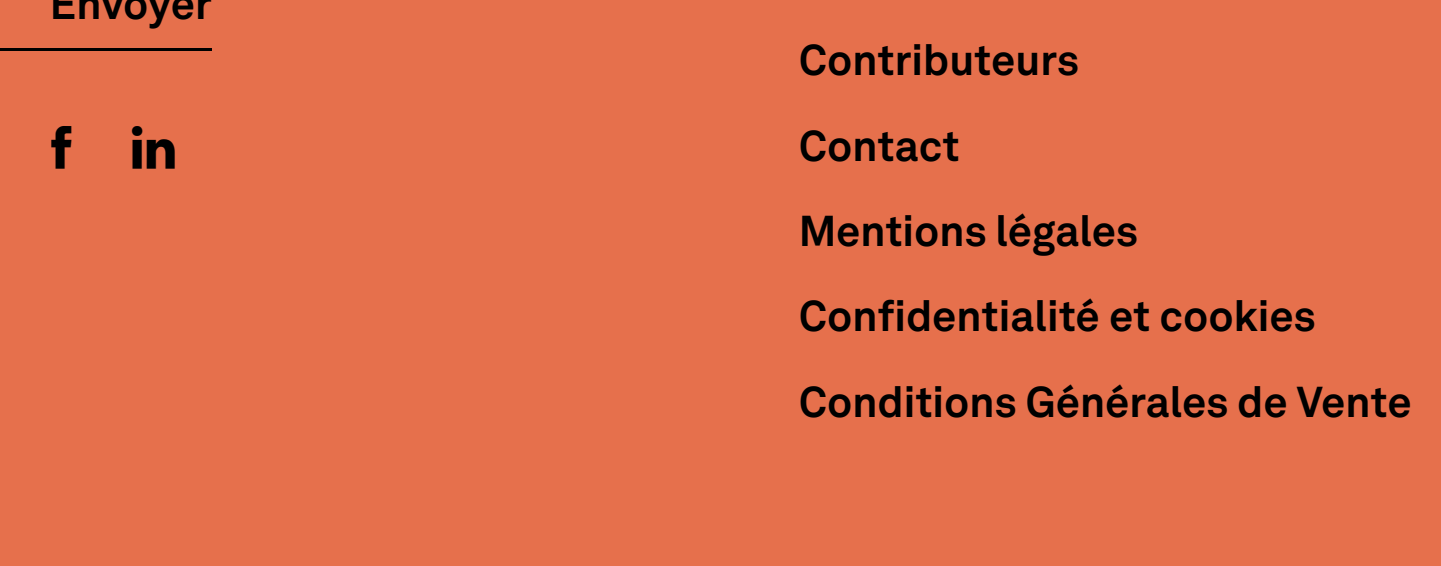 Envoyer
f in
Contributeurs
Contact
Mentions légales
Confidentialité et cookies
Conditions Générales de Vente